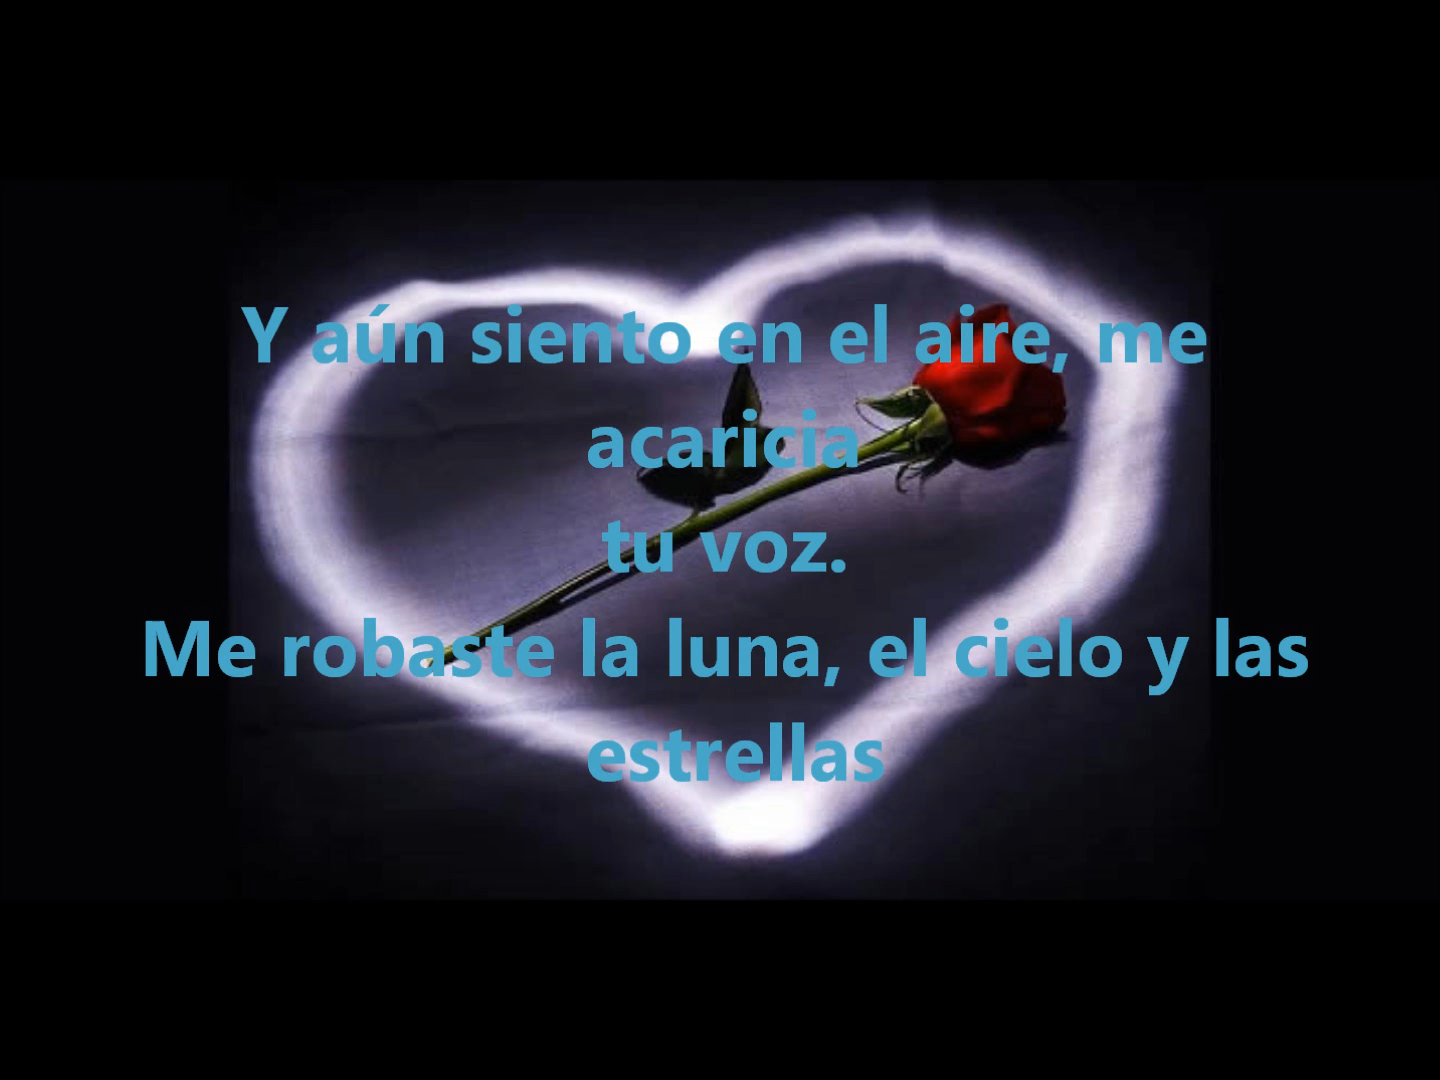 Y aún siento en el aire, me
acaricia
tu voz.
Me robaste la luna, el cielo y las
estrellas